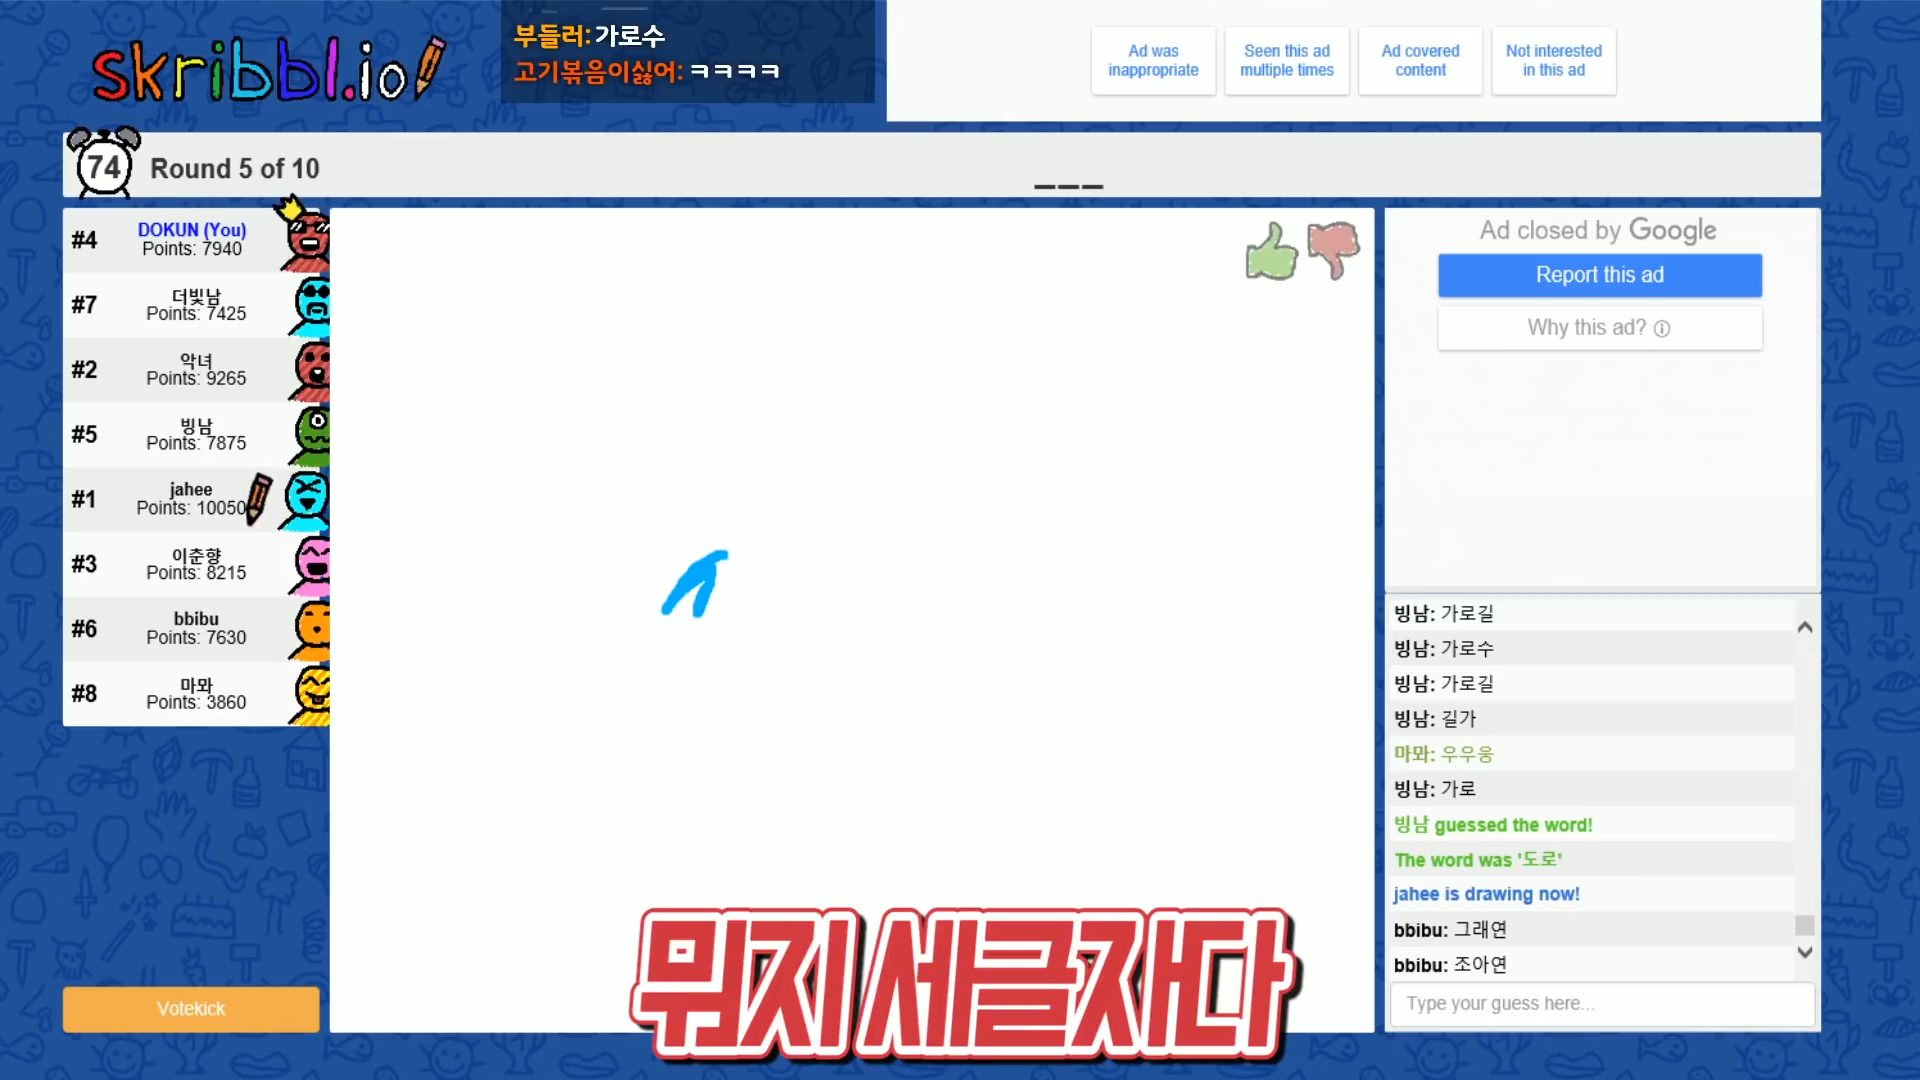 skribbl.io
부들러: 가로수
고기볶음이싫어: ㅋㅋㅋㅋ
Ad was
inappropriate
Seen this ad
multiple times
Ad covered
content
Not interested
in this ad
74
Round 5 of 10
___
#4
DOKUN (You)
Points: 7940
#7
더빛남
Points: 7425
#2
악녀
Points: 9265
#5
빙남
Points: 7875
#1
jahee
Points: 10050
#3
이춘향
Points: 8215
#6
bbibu
Points: 7630
#8
마뫄
Points: 3860
Votekick
Ad closed by Google
Report this ad
Why this ad?
빙남: 가로길
빙남: 가로수
빙남: 가로길
빙남: 길가
마뫄: 우우웅
빙남: 가로
빙남 guessed the word!
The word was '도로'
jahee is drawing now!
bbibu: 그래연
bbibu: 조아연
Type your guess here...
뭐지 세글자다